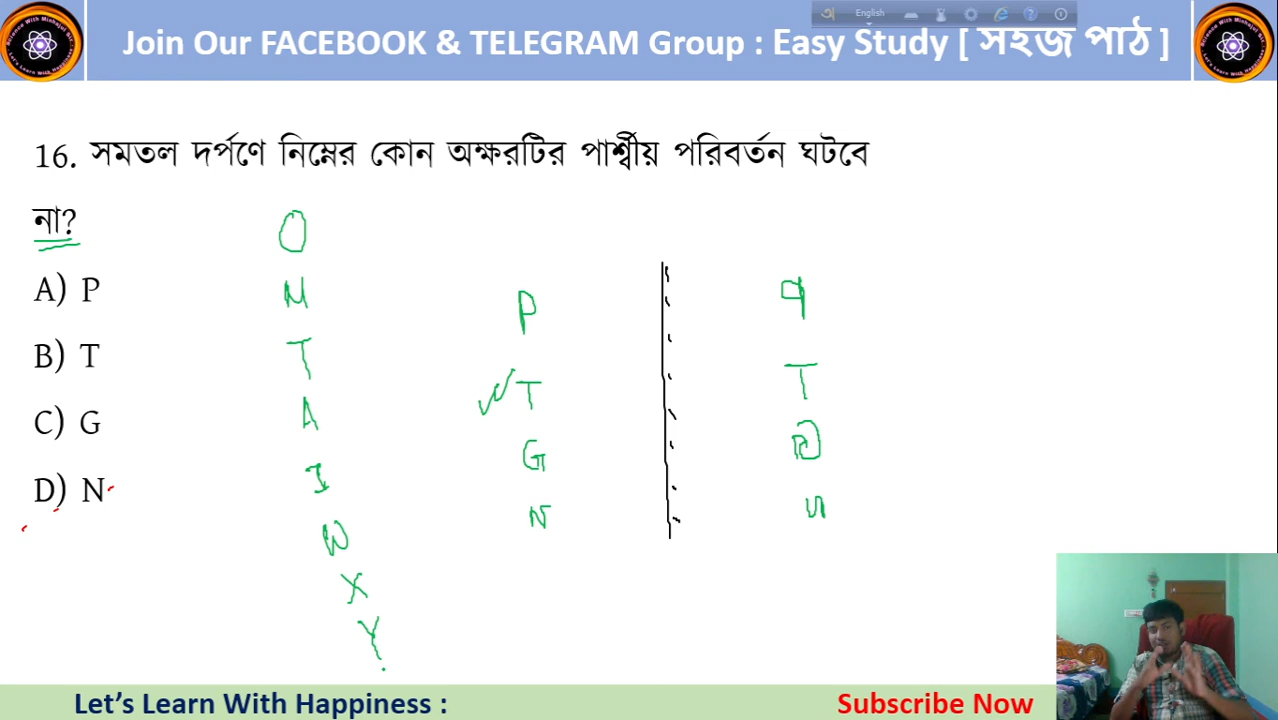 English
Join Our FACEBOOK & TELEGRAM Group : Easy Study [ সহজ পাঠ ]
16. সমতল দর্পণে নিম্নের কোন অক্ষরটির পার্শ্বীয় পরিবর্তন ঘটবে
না?
A) P
B) T
C) G
D) N
O
M
T
A
I
W
X
Y
P
T
G
N
T
Let's Learn With Happiness :
Subscribe Now